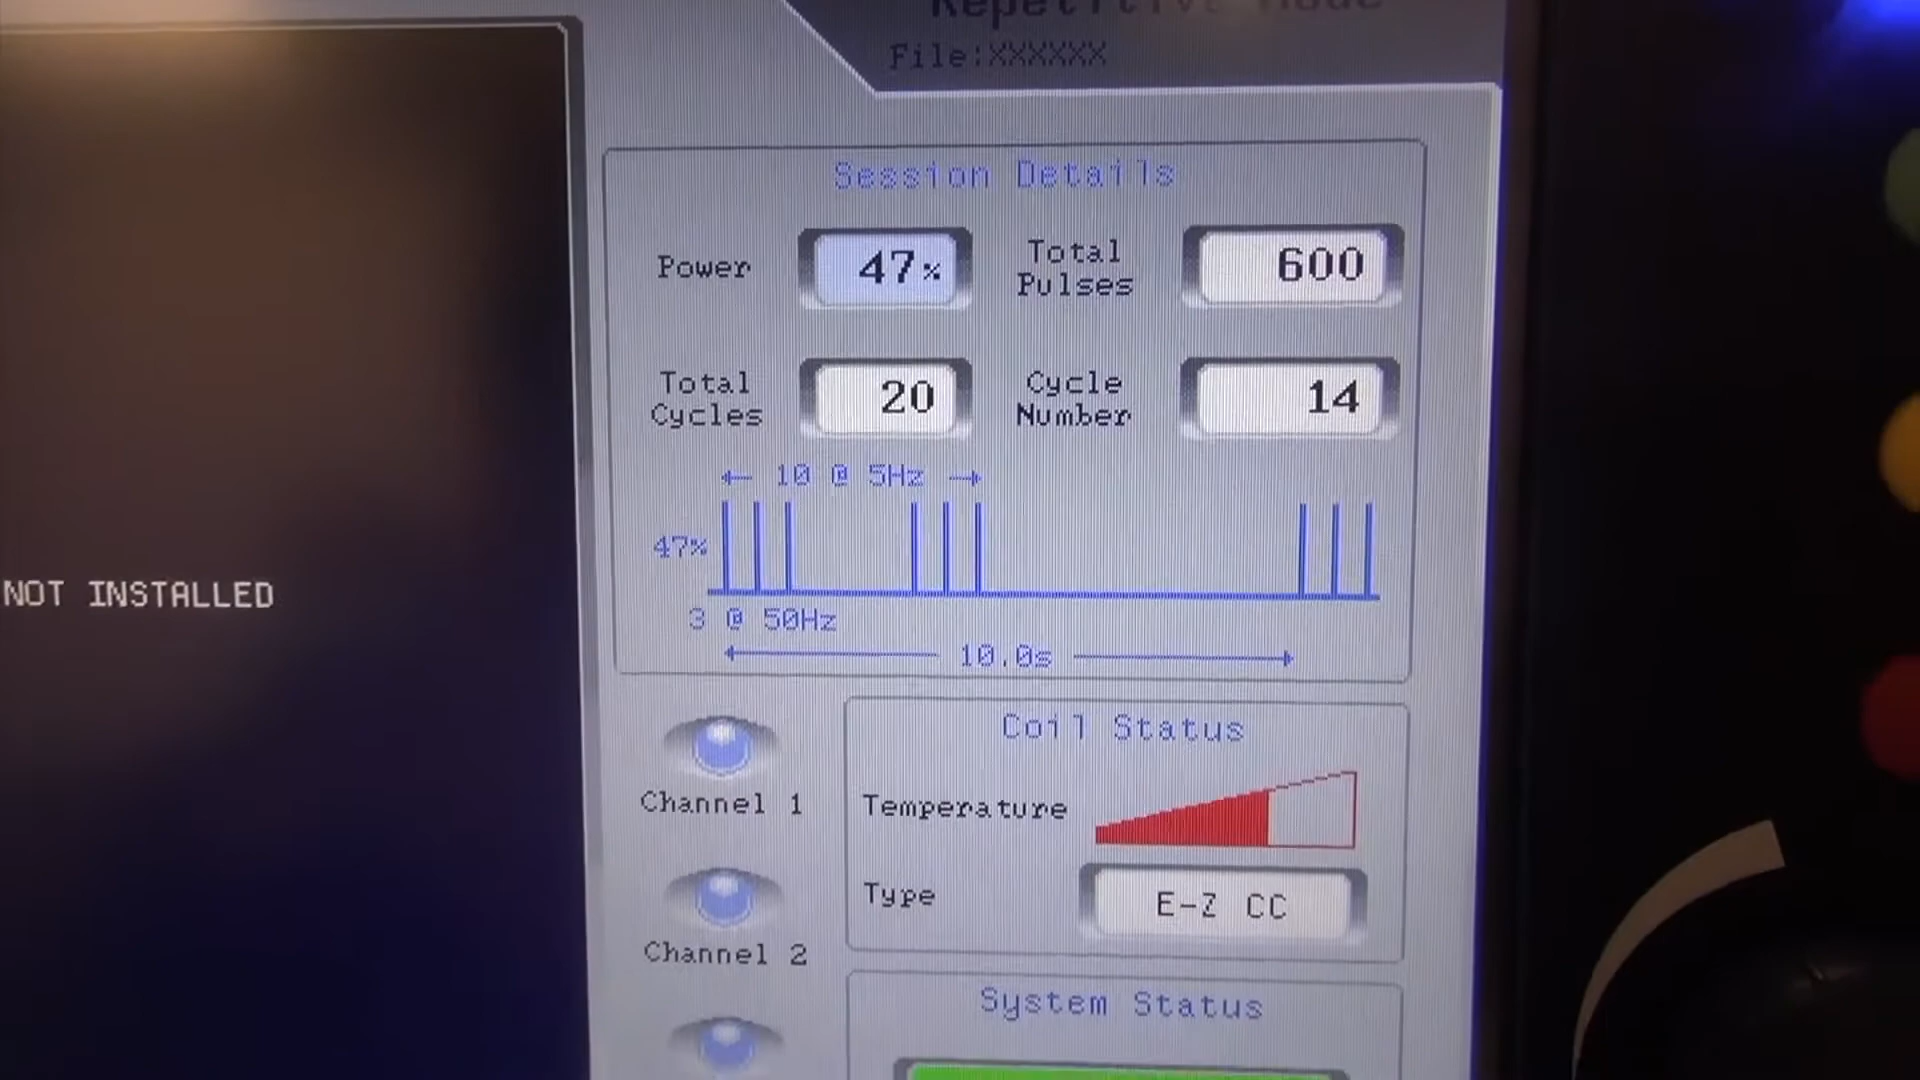 Repetitive Mode
File:XXXXXX
Session Details
Power 47%
Total Pulses 600
Total Cycles 20
Cycle Number 14
10 @ 5Hz
47%
3 @ 50Hz
10.0s
NOT INSTALLED
Channel 1
Channel 2
Coil Status
Temperature
Type E-Z CC
System Status